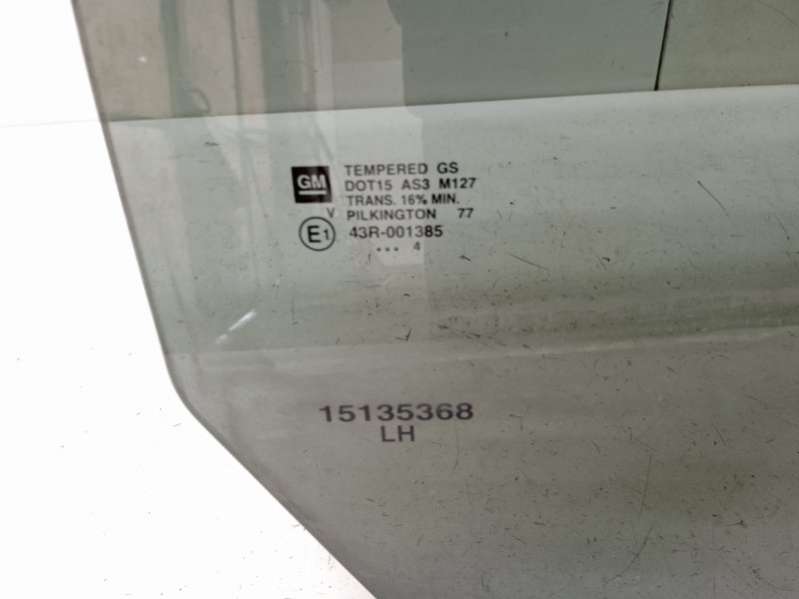 GM
TEMPERED GS
DOT15 AS3 M127
TRANS. 16% MIN.
V PILKINGTON 77
E1 43R-001385
... 4
15135368
LH